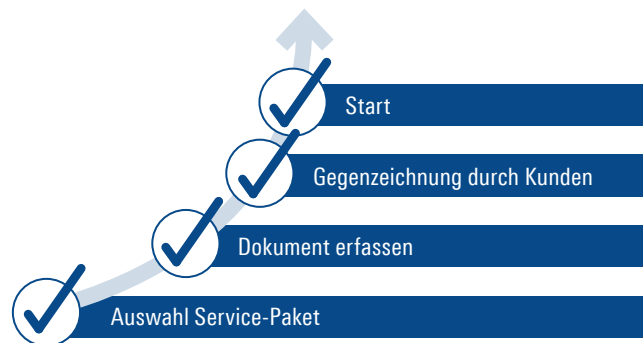 Start
Gegenzeichnung durch Kunden
Dokument erfassen
Auswahl Service-Paket